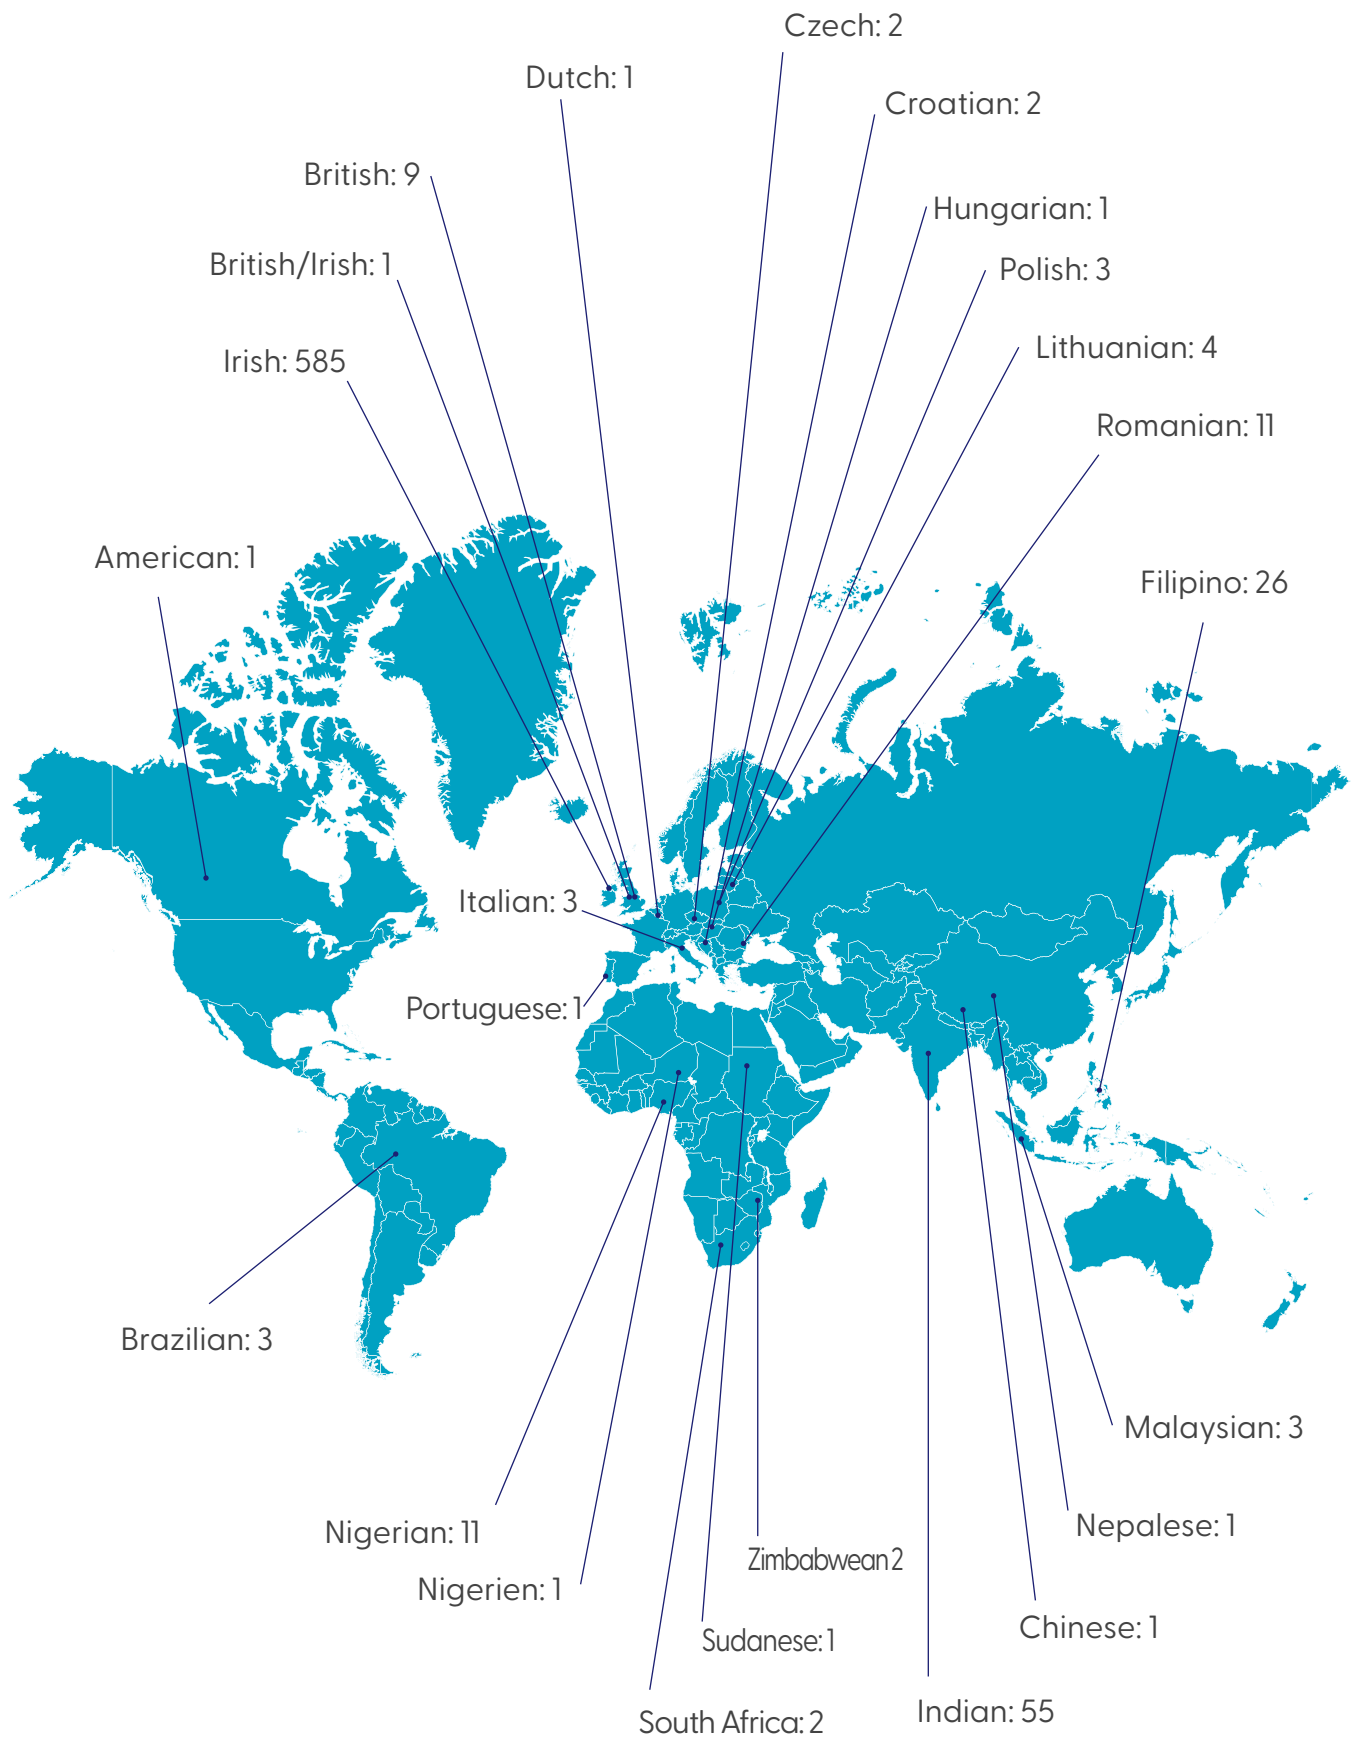 Czech: 2
Dutch: 1
Croatian: 2
British: 9
Hungarian: 1
British/Irish: 1
Polish: 3
Lithuanian: 4
Irish: 585
Romanian: 11
American: 1
Filipino: 26
Italian: 3
Portuguese: 1
Brazilian: 3
Malaysian: 3
Nigerian: 11
Nepalese: 1
Zimbabwean 2
Nigerien: 1
Chinese: 1
Sudanese: 1
Indian: 55
South Africa: 2